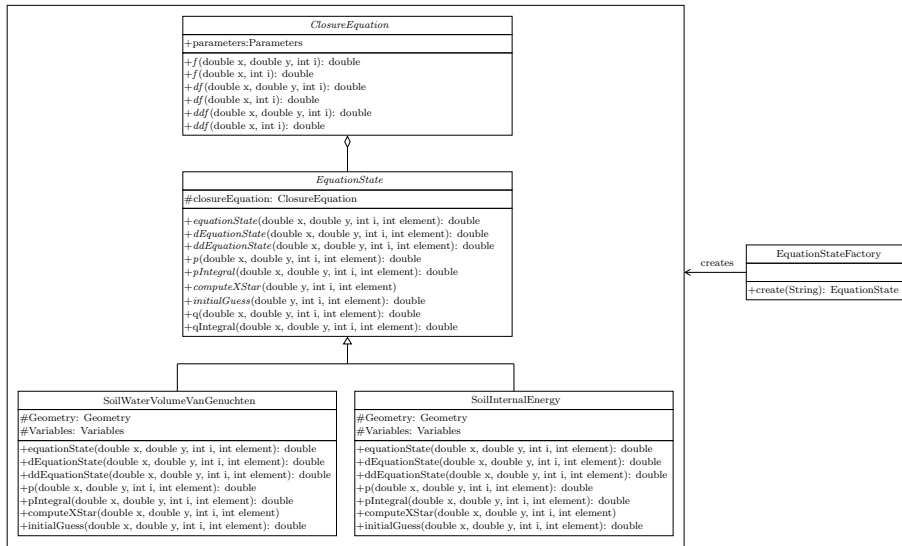 ClosureEquation
+parameters:Parameters
+f(double x, double y, int i): double
+f(double x, int i): double
+df(double x, double y, int i): double
+df(double x, int i): double
+ddf(double x, double y, int i): double
+ddf(double x, int i): double
EquationState
#closureEquation: ClosureEquation
+equationState(double x, double y, int i, int element): double
+dEquationState(double x, double y, int i, int element): double
+ddEquationState(double x, double y, int i, int element): double
+p(double x, double y, int i, int element): double
+pIntegral(double x, double y, int i, int element): double
+computeXStar(double y, int i, int element)
+initialGuess(double y, int i, int element): double
+q(double x, double y, int i, int element): double
+qIntegral(double x, double y, int i, int element): double
creates
EquationStateFactory
+create(String): EquationState
SoilWaterVolumeVanGenuchten
#Geometry: Geometry
#Variables: Variables
+equationState(double x, double y, int i, int element): double
+dEquationState(double x, double y, int i, int element): double
+ddEquationState(double x, double y, int i, int element): double
+p(double x, double y, int i, int element): double
+pIntegral(double x, double y, int i, int element): double
+computeXStar(double x, double y, int i, int element)
+initialGuess(double x, double y, int i, int element): double
SoilInternalEnergy
#Geometry: Geometry
#Variables: Variables
+equationState(double x, double y, int i, int element): double
+dEquationState(double x, double y, int i, int element): double
+ddEquationState(double x, double y, int i, int element): double
+p(double x, double y, int i, int element): double
+pIntegral(double x, double y, int i, int element): double
+computeXStar(double x, double y, int i, int element)
+initialGuess(double x, double y, int i, int element): double